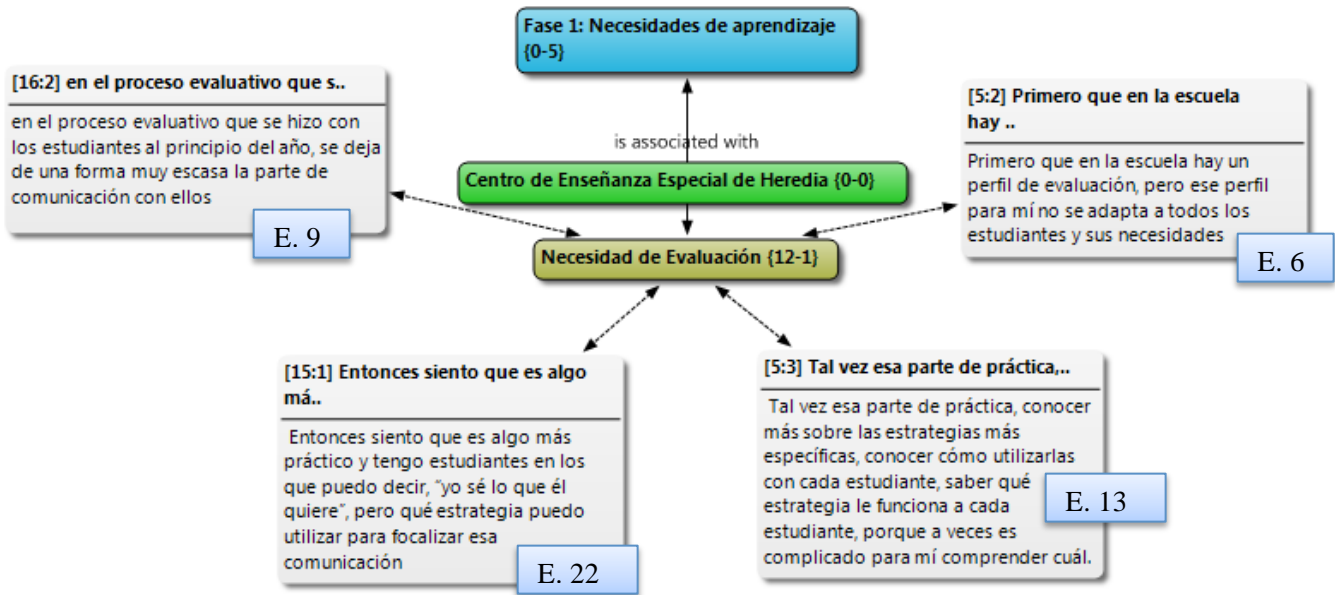 Fase 1: Necesidades de aprendizaje
{0-5}
[16:2] en el proceso evaluativo que s..
en el proceso evaluativo que se hizo con
los estudiantes al principio del año, se deja
de una forma muy escasa la parte de
comunicación con ellos
E. 9
[5:2] Primero que en la escuela
hay ..
Primero que en la escuela hay un
perfil de evaluación, pero ese perfil
para mí no se adapta a todos los
estudiantes y sus necesidades
E. 6
is associated with
Centro de Enseñanza Especial de Heredia {0-0}
Necesidad de Evaluación {12-1}
[15:1] Entonces siento que es algo
má..
Entonces siento que es algo más
práctico y tengo estudiantes en los
que puedo decir, “yo sé lo que él
quiere”, pero qué estrategia puedo
utilizar para focalizar esa
comunicación
E. 22
[5:3] Tal vez esa parte de práctica,..
Tal vez esa parte de práctica, conocer
más sobre las estrategias más
específicas, conocer cómo utilizarlas
con cada estudiante, saber qué
estrategia le funciona a cada
estudiante, porque a veces es
complicado para mí comprender cuál.
E. 13